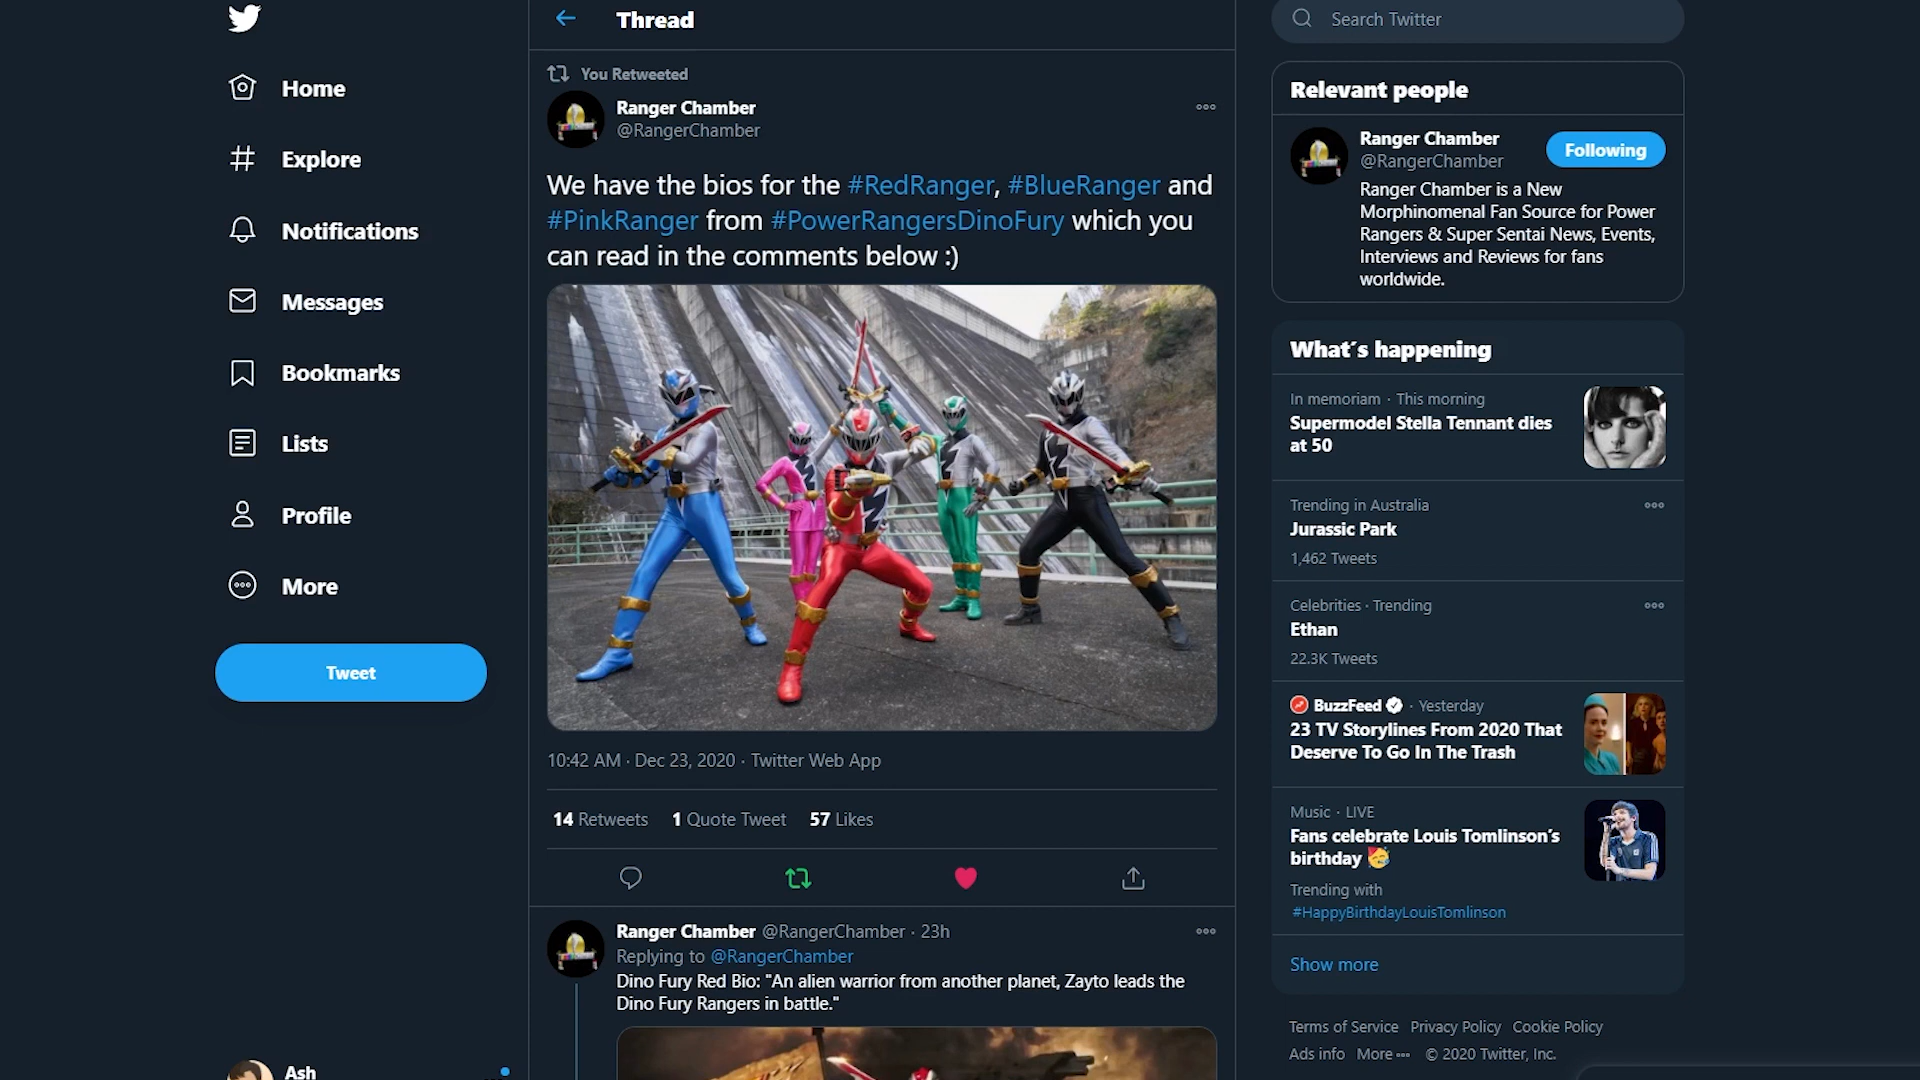 Home
Explore
Notifications
Messages
Bookmarks
Lists
Profile
More
Tweet
Ash
Thread
You Retweeted
Ranger Chamber
@RangerChamber
We have the bios for the #RedRanger, #BlueRanger and
#PinkRanger from #PowerRangersDinoFury which you
can read in the comments below :)
10:42 AM · Dec 23, 2020 · Twitter Web App
14 Retweets 1 Quote Tweet 57 Likes
Ranger Chamber @RangerChamber · 23h
Replying to @RangerChamber
Dino Fury Red Bio: "An alien warrior from another planet, Zayto leads the
Dino Fury Rangers in battle."
Search Twitter
Relevant people
Ranger Chamber
@RangerChamber
Following
Ranger Chamber is a New
Morphinomenal Fan Source for Power
Rangers & Super Sentai News, Events,
Interviews and Reviews for fans
worldwide.
What's happening
In memoriam · This morning
Supermodel Stella Tennant dies
at 50
Trending in Australia
Jurassic Park
1,462 Tweets
Celebrities · Trending
Ethan
22.3K Tweets
BuzzFeed · Yesterday
23 TV Storylines From 2020 That
Deserve To Go In The Trash
Music · LIVE
Fans celebrate Louis Tomlinson's
birthday 🥳
Trending with
#HappyBirthdayLouisTomlinson
Show more
Terms of Service Privacy Policy Cookie Policy
Ads info More © 2020 Twitter, Inc.